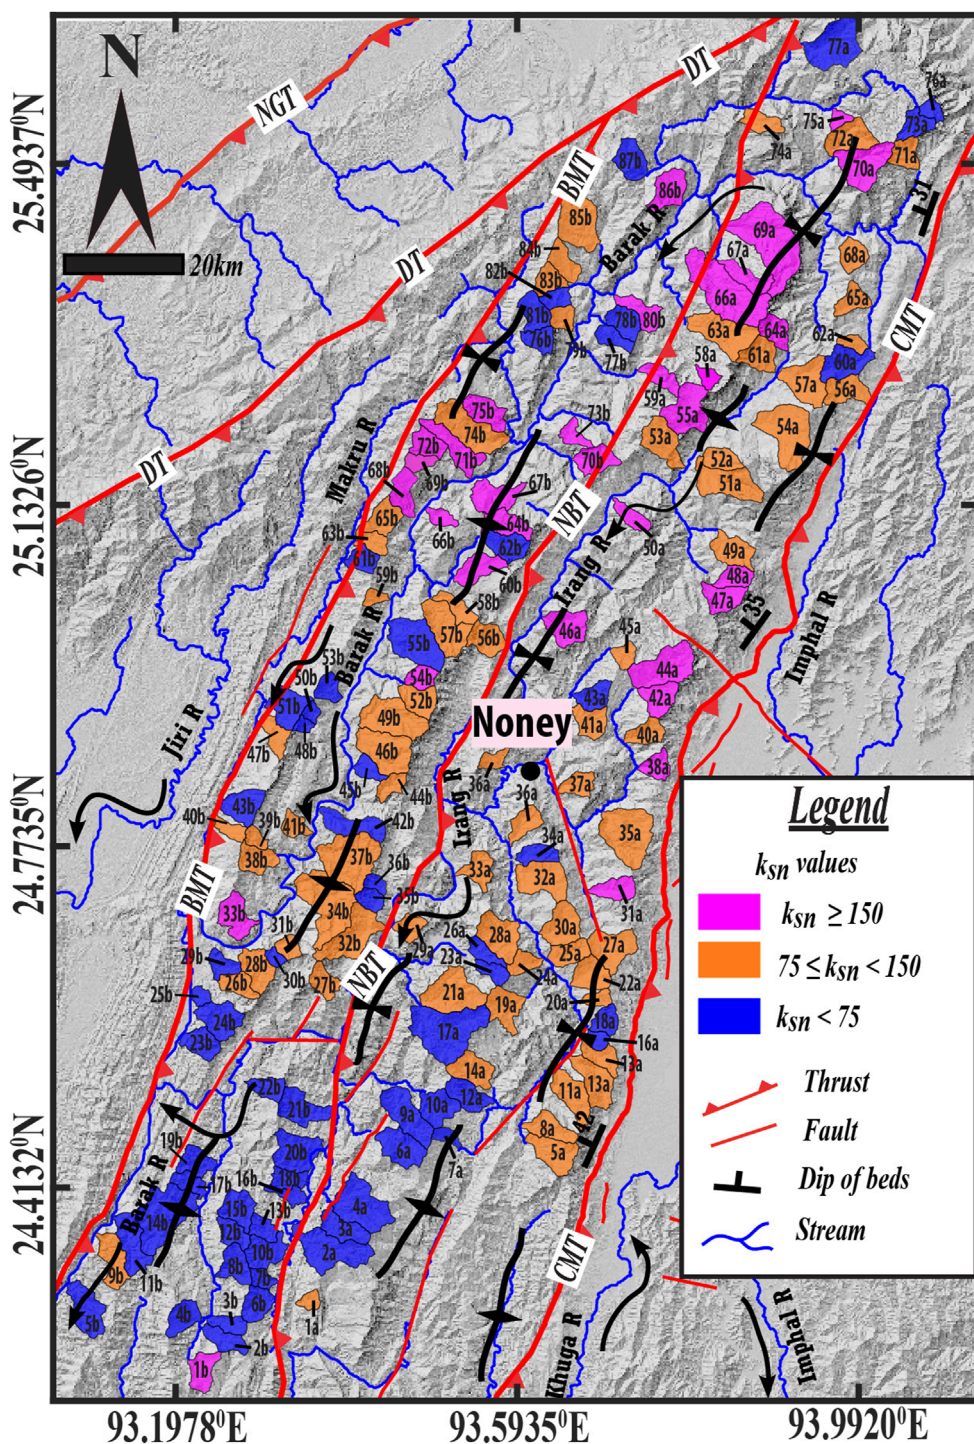 N
20km
NGT
DT
DT
DT
BMT
BMT
NBT
NBT
CMT
CMT
25.4937⁰N
25.1326⁰N
24.7735⁰N
24.4132⁰N
93.1978⁰E
93.5935⁰E
93.9920⁰E
Barak R
Makru R
Barak R
Irang R
Imphal R
Jiri R
Irang R
Barak R
Khuga R
Imphal R
Noney
31
35
42
77a
76a
75a
73a
72a
74a
71a
70a
87b
86b
85b
69a
84b
67a
68a
82b
83b
66a
65a
81b
78b
80b
63a
64a
62a
76b
79b
77b
58a
61a
60a
59a
57a
56a
75b
73b
55a
54a
74b
53a
72b
71b
70b
68b
69b
52a
67b
51a
65b
64b
63b
66b
62b
50a
49a
61b
60b
48a
59b
47a
58b
57b
56b
46a
45a
55b
53b
44a
54b
50b
43a
42a
52b
51b
49b
41a
40a
47b
48b
46b
38a
45b
36a
37a
44b
36a
43b
40b
39b
41b
42b
34a
35a
38b
37b
36b
33a
32a
35b
31a
33b
34b
31b
32b
26a
28a
30a
29a
27a
29b
28b
23a
25a
30b
26b
27b
24a
22a
25b
21a
19a
20a
24b
17a
18a
23b
16a
14a
13a
22b
12a
11a
13a
21b
9a
10a
8a
19b
20b
6a
7a
5a
16b
18b
17b
13b
15b
4a
14b
12b
3a
10b
2a
9b
11b
8b
7b
6b
5b
4b
3b
1a
2b
1b
Legend
ksn values
ksn ≥ 150
75 ≤ ksn < 150
ksn < 75
Thrust
Fault
Dip of beds
Stream